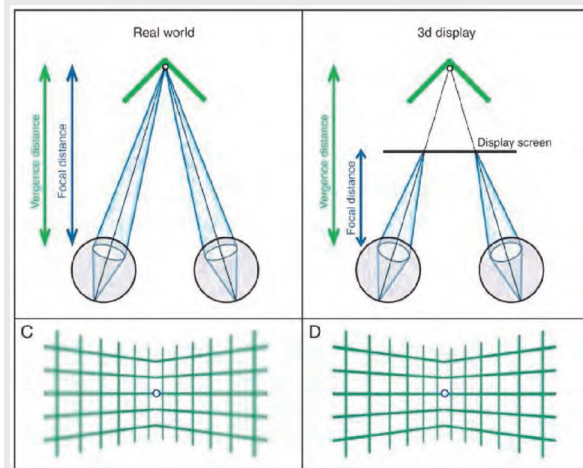 Real world
3d display
Vergence distance
Focal distance
Vergence distance
Focal distance
Display screen
C
D